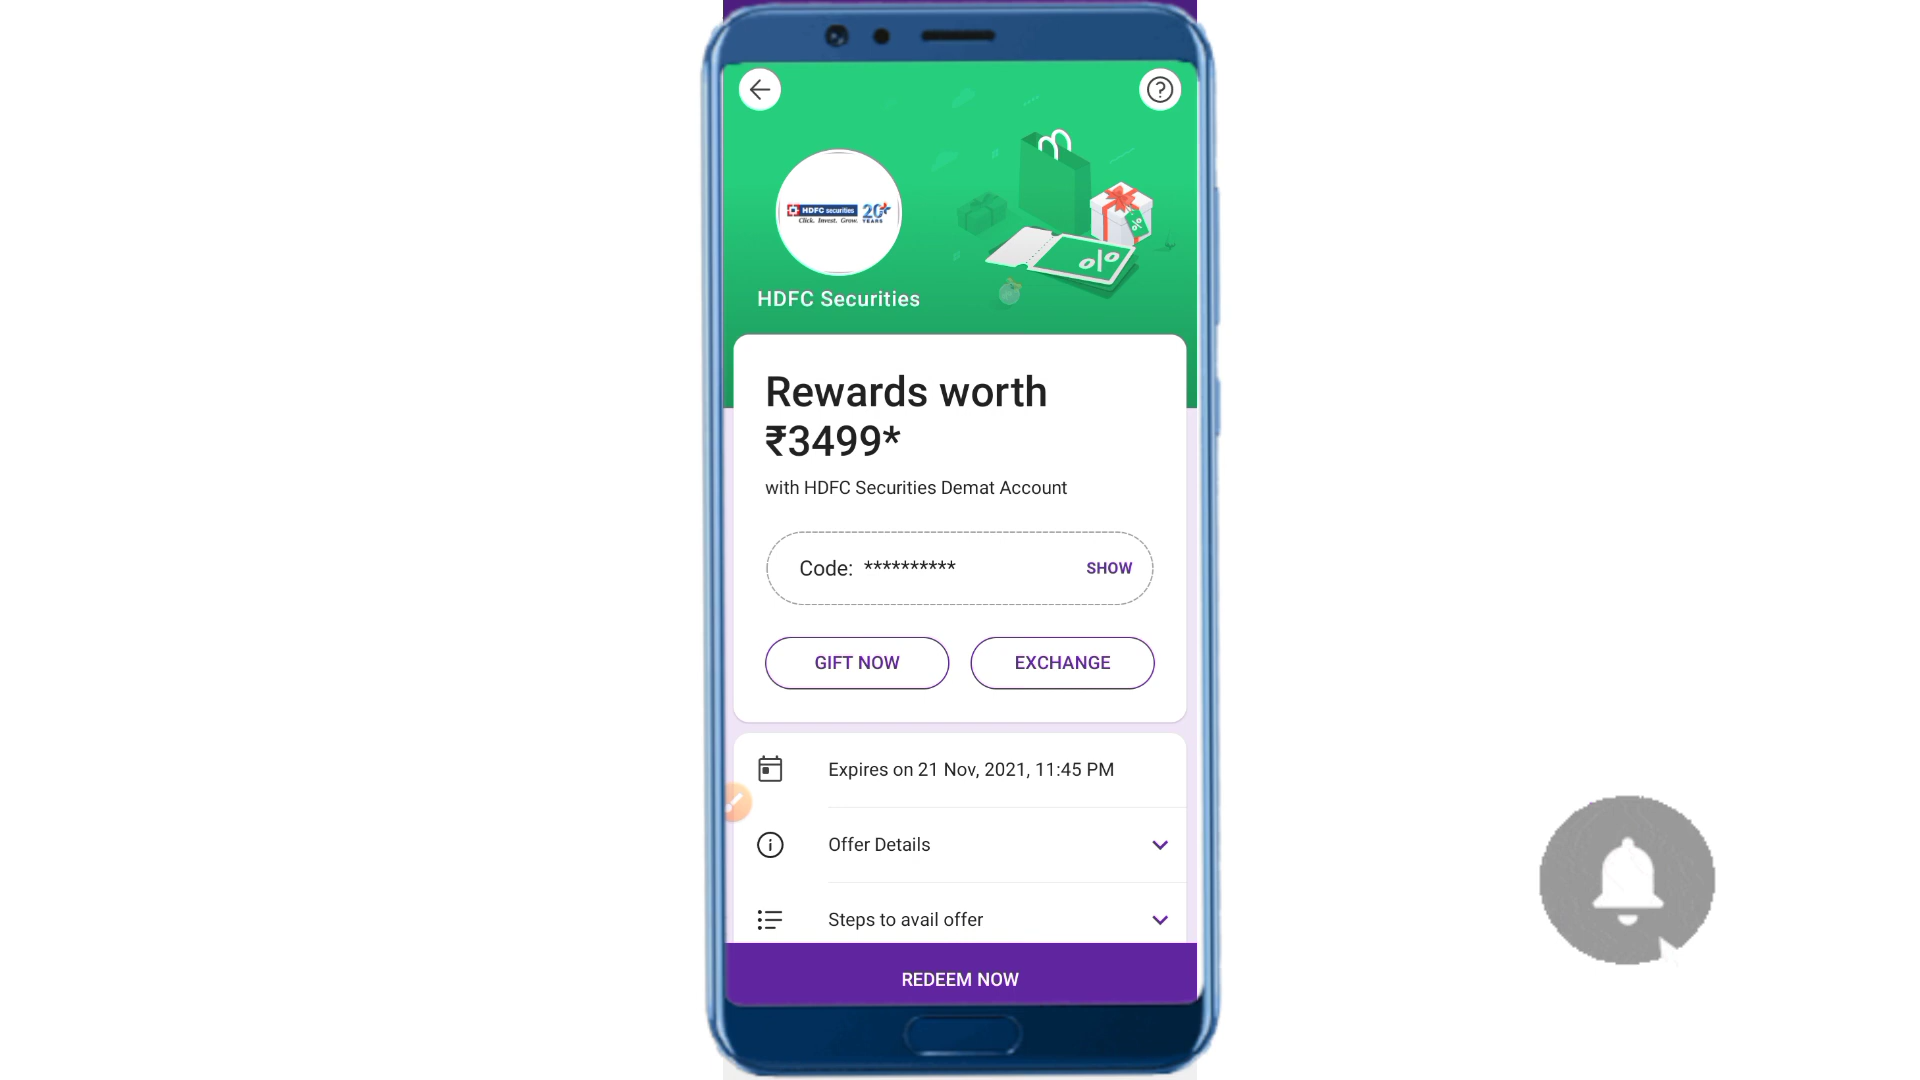 HDFC securities 20+
Click. Invest. Grow. YEARS
HDFC Securities
%
%
Rewards worth
₹3499*
with HDFC Securities Demat Account
Code: ********** SHOW
GIFT NOW EXCHANGE
Expires on 21 Nov, 2021, 11:45 PM
Offer Details
Steps to avail offer
REDEEM NOW